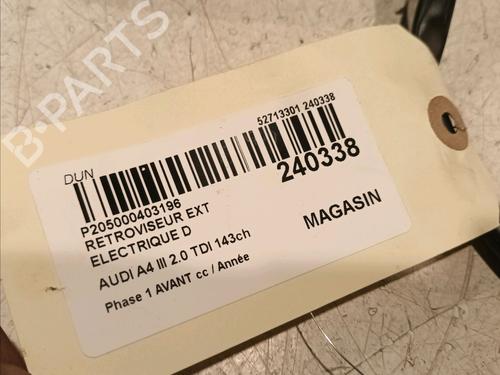 B-PARTS
52713301 240338
DUN
240338
P205000403196
RETROVISEUR EXT
ELECTRIQUE D
MAGASIN
AUDI A4 III 2.0 TDI 143ch
Phase 1 AVANT cc / Année